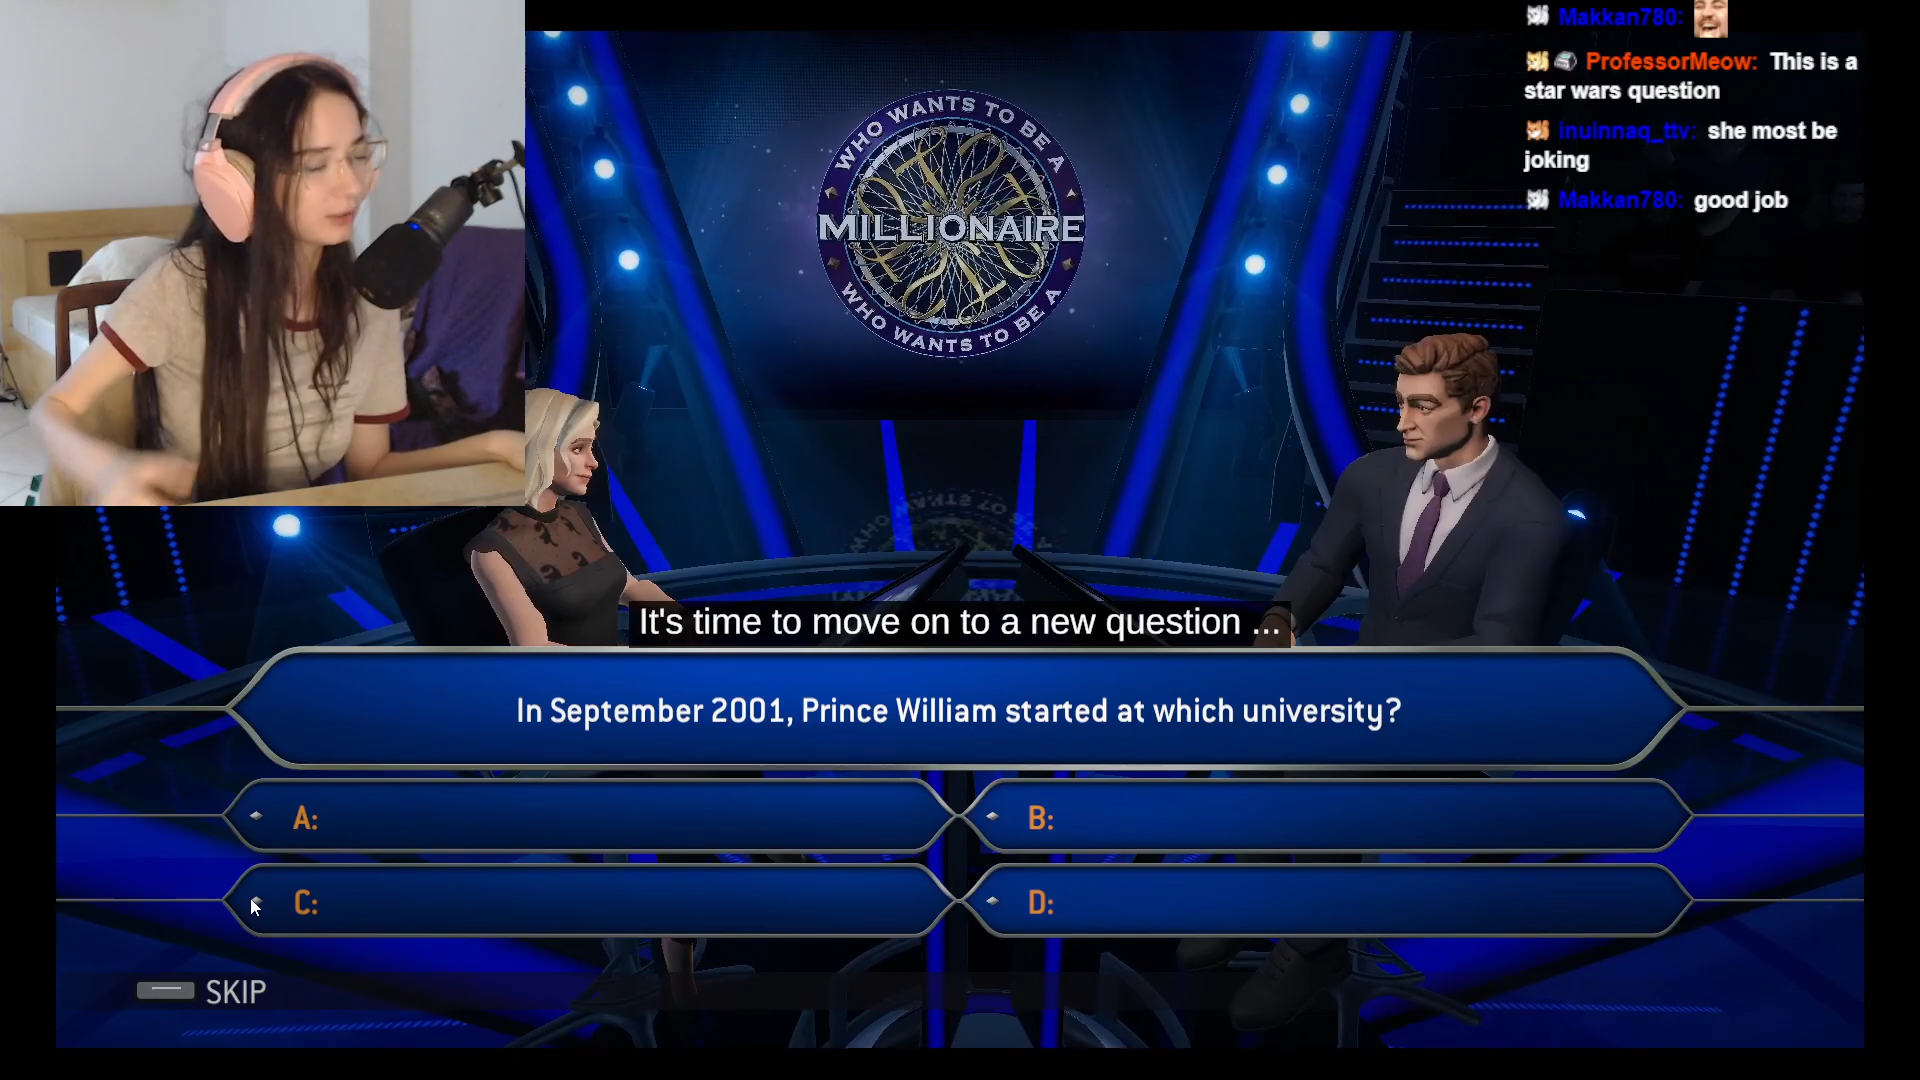 Makkan780:
ProfessorMeow: This is a
star wars question
inuinnaq_ttv: she most be
joking
Makkan780: good job
WHO WANTS TO BE A
MILLIONAIRE
WHO WANTS TO BE A
It's time to move on to a new question ...
In September 2001, Prince William started at which university?
A:
B:
C:
D:
SKIP